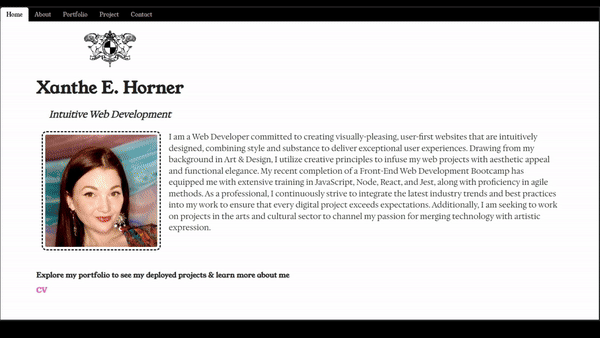 Home About Portfolio Project Contact
Xanthe E. Horner
Intuitive Web Development
I am a Web Developer committed to creating visually-pleasing, user-first websites that are intuitively
designed, combining style and substance to deliver exceptional user experiences. Drawing from my
background in Art & Design, I utilize creative principles to infuse my web projects with aesthetic appeal
and functional elegance. My recent completion of a Front-End Web Development Bootcamp has
equipped me with extensive training in JavaScript, Node, React, and Jest, along with proficiency in agile
methods. As a professional, I continuously strive to integrate the latest industry trends and best practices
into my work to ensure that every digital project exceeds expectations. Additionally, I am seeking to work
on projects in the arts and cultural sector to channel my passion for merging technology with artistic
expression.
Explore my portfolio to see my deployed projects & learn more about me
CV